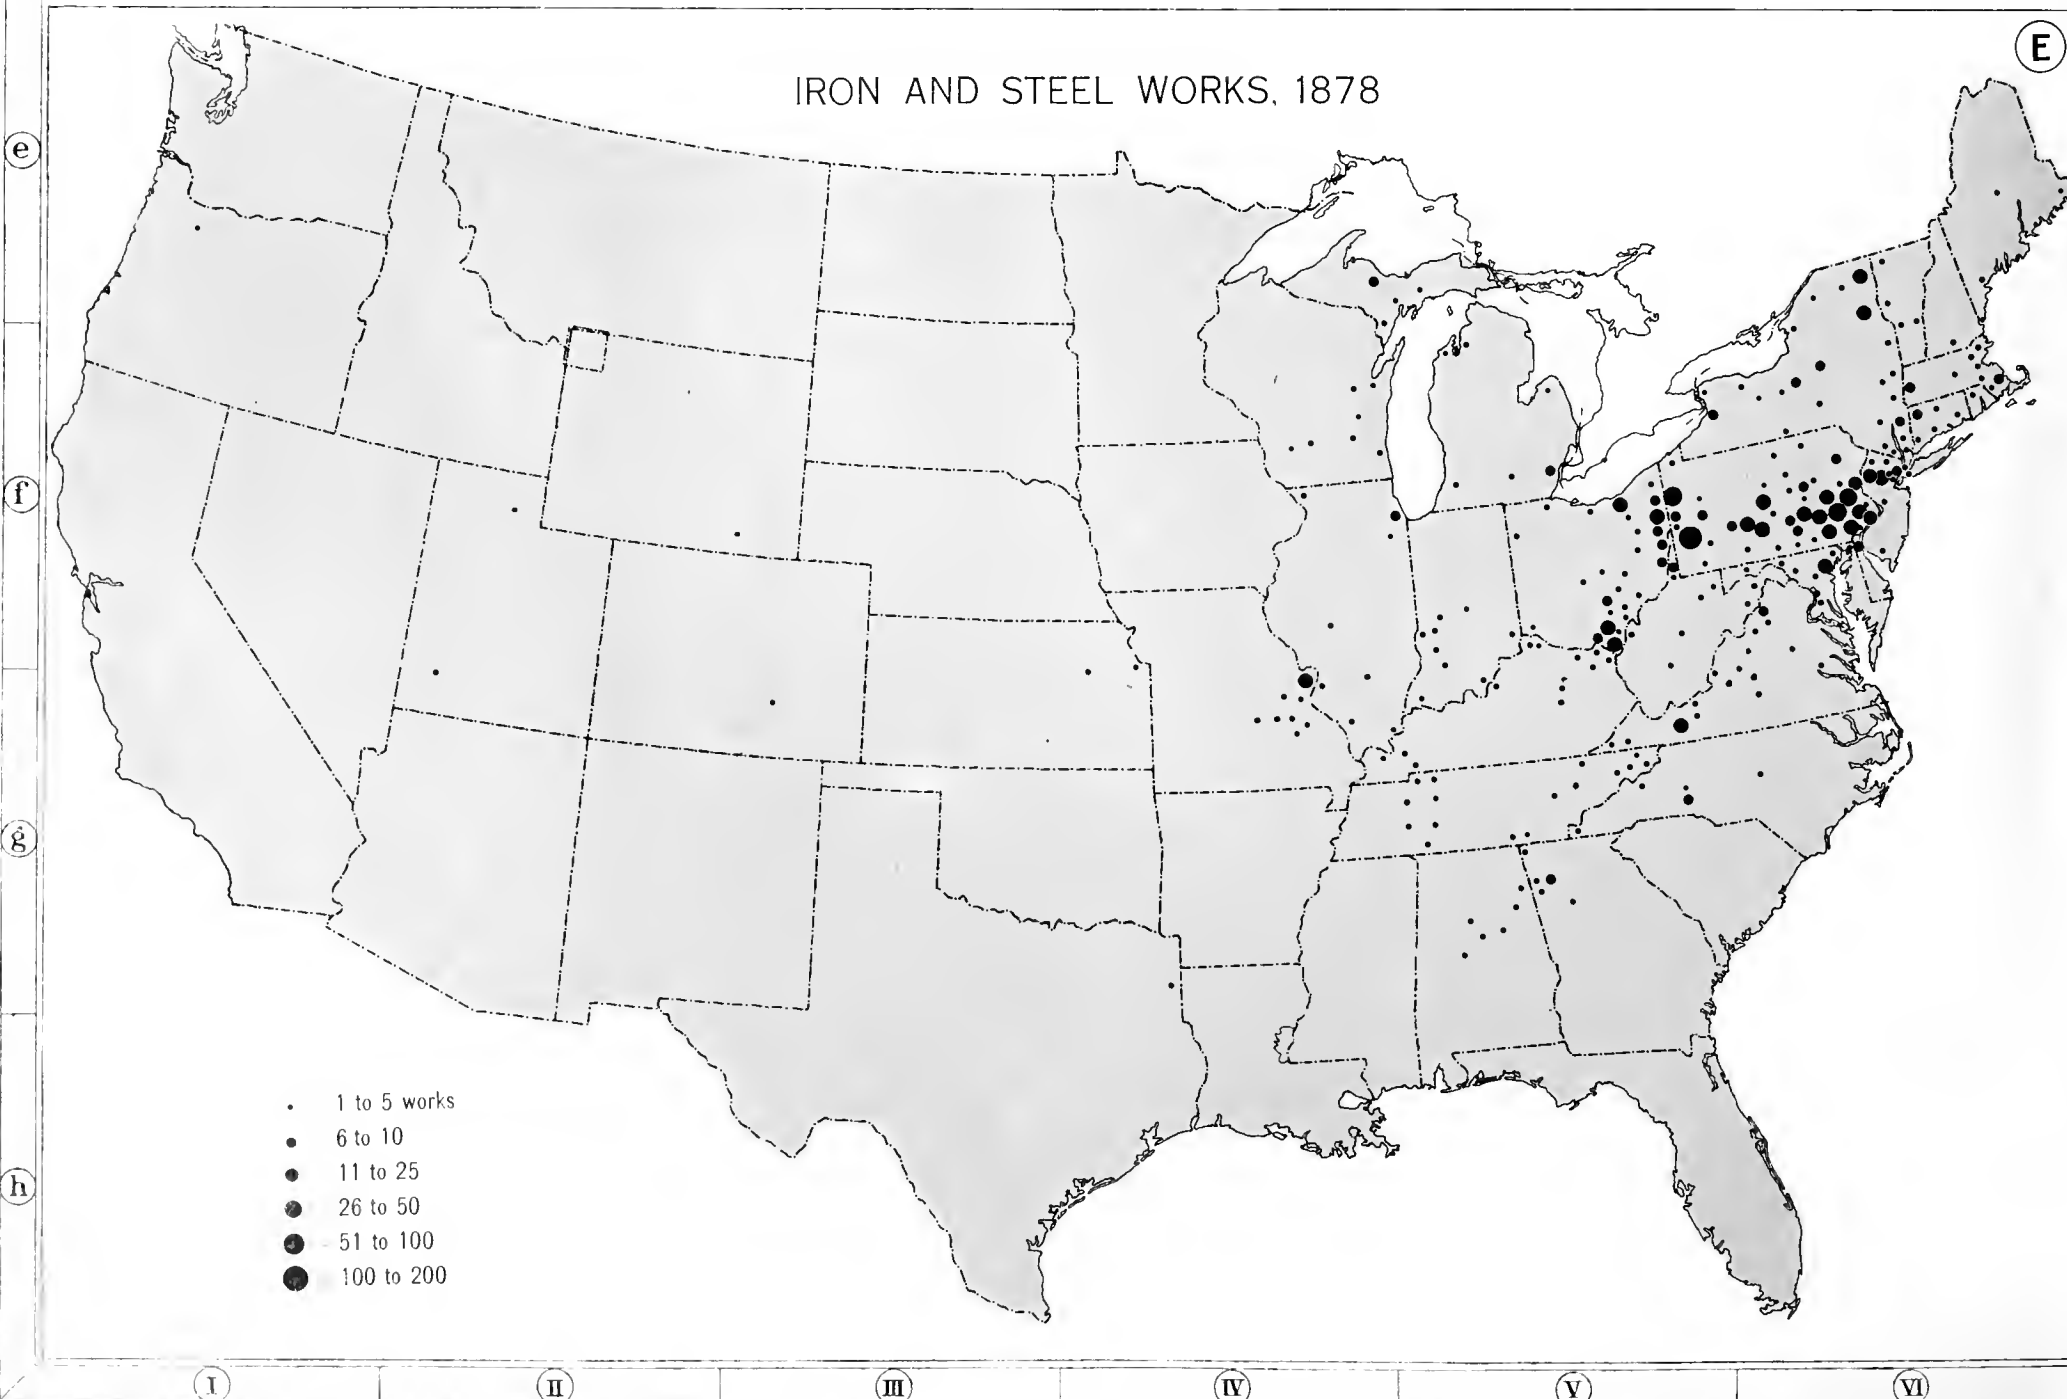 E
IRON AND STEEL WORKS, 1878
e
f
g
h
1 to 5 works
6 to 10
11 to 25
26 to 50
51 to 100
100 to 200
I
II
III
IV
V
VI